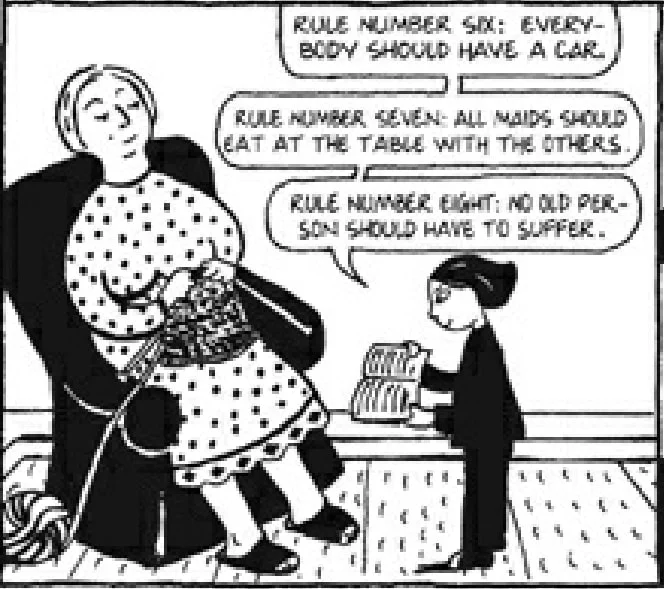 RULE NUMBER SIX: EVERY-
BODY SHOULD HAVE A CAR.
RULE NUMBER SEVEN: ALL MAIDS SHOULD
EAT AT THE TABLE WITH THE OTHERS.
RULE NUMBER EIGHT: NO OLD PER-
SON SHOULD HAVE TO SUFFER.